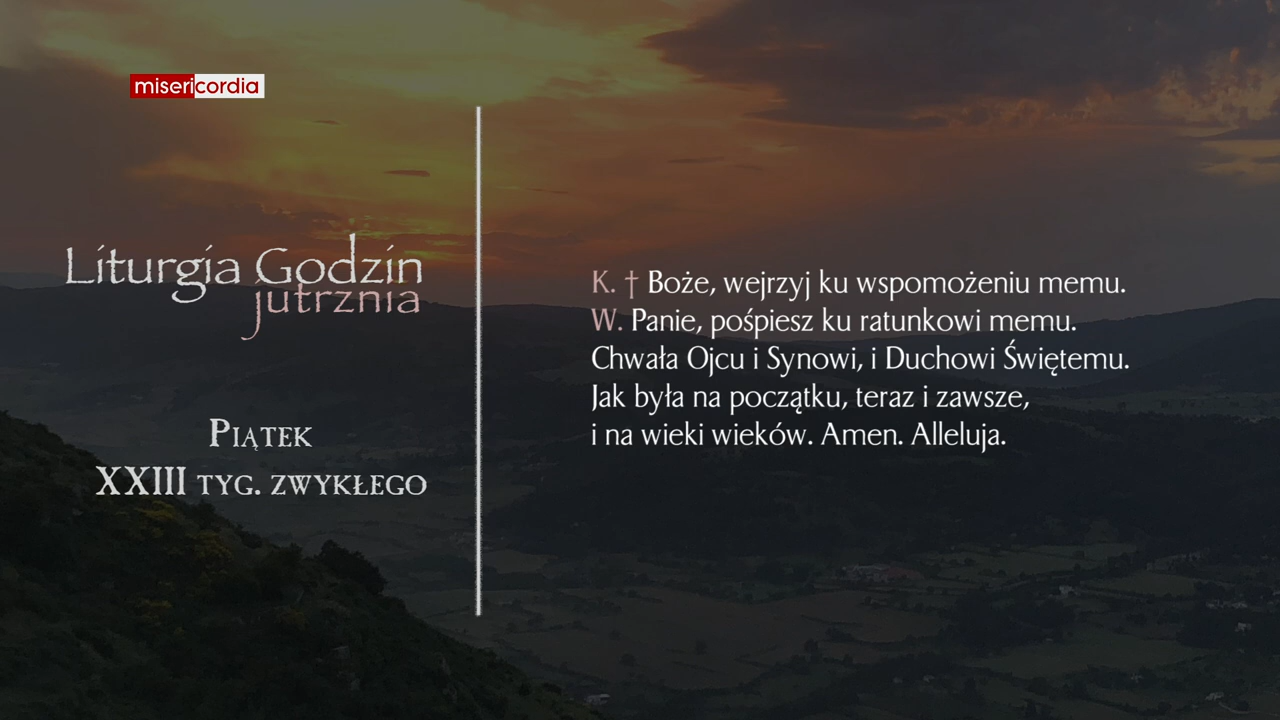 misericordia
Liturgia Godzin
jutrznia
Piątek
XXIII tyg. zwykłego
K. † Boże, wejrzyj ku wspomożeniu memu.
W. Panie, pośpiesz ku ratunkowi memu.
Chwała Ojcu i Synowi, i Duchowi Świętemu.
Jak była na początku, teraz i zawsze,
i na wieki wieków. Amen. Alleluja.